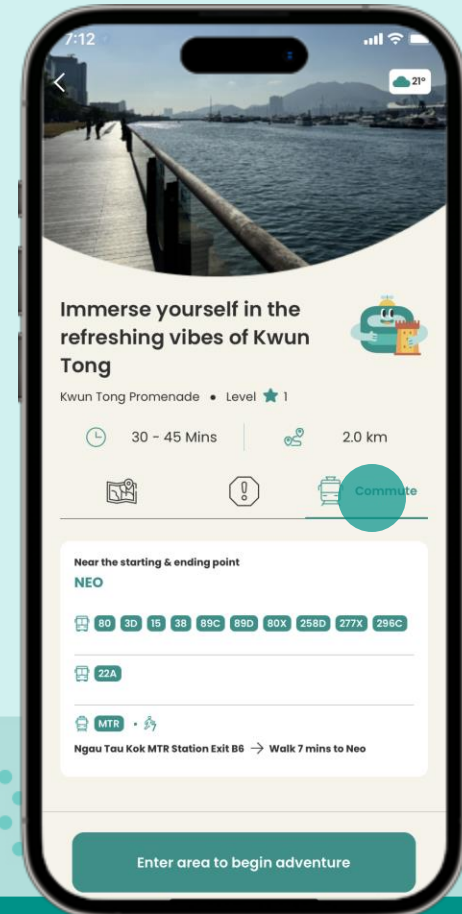 7:12
21°
Immerse yourself in the
refreshing vibes of Kwun
Tong
Kwun Tong Promenade • Level ★ 1
30 - 45 Mins
2.0 km
Commute
Near the starting & ending point
NEO
80 3D 15 38 89C 89D 80X 258D 277X 296C
22A
MTR •
Ngau Tau Kok MTR Station Exit B6 → Walk 7 mins to Neo
Enter area to begin adventure